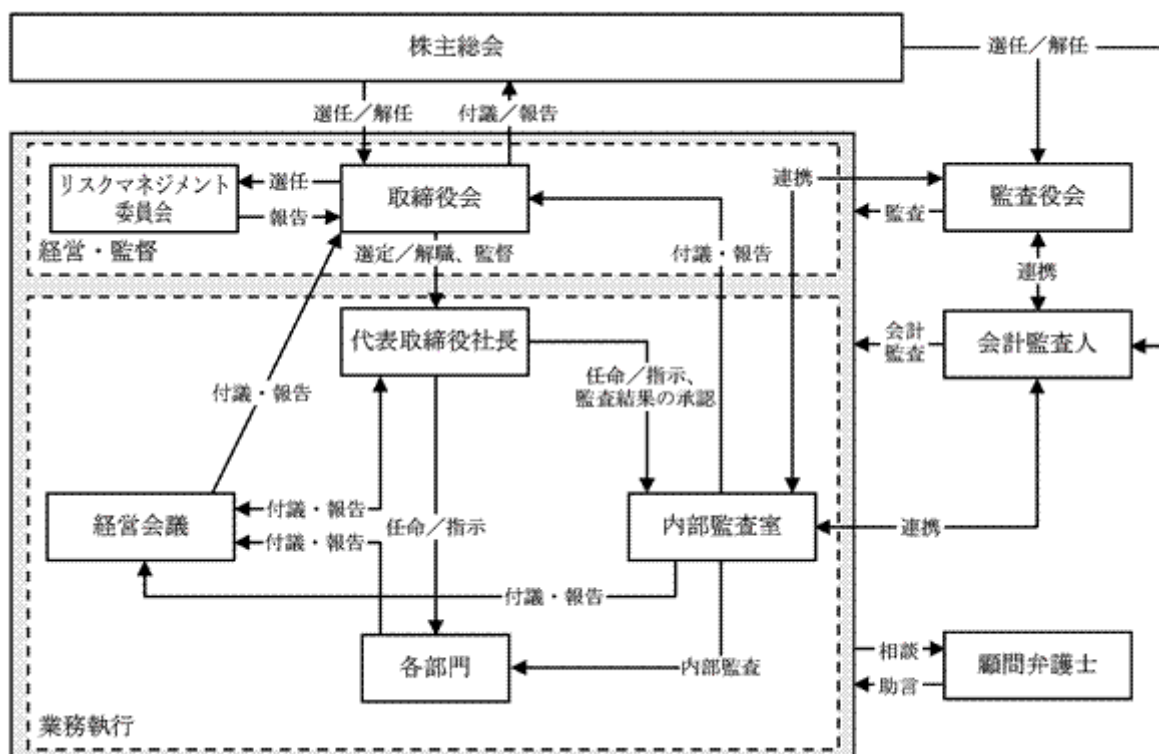 株主総会
選任／解任
選任／解任
付議／報告
リスクマネジメント
委員会
選任
報告
取締役会
連携
監査役会
監査
経営・監督
選定／解職、監督
付議・報告
連携
代表取締役社長
会計
監査
会計監査人
付議・報告
任命／指示、
監査結果の承認
経営会議
付議・報告
付議・報告
任命／指示
内部監査室
連携
付議・報告
各部門
内部監査
相談
助言
顧問弁護士
業務執行